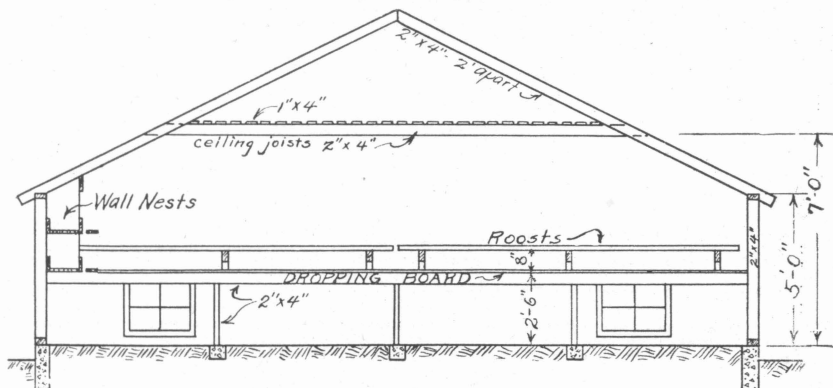 2"x4"- 2' apart
1"x4"
ceiling joists 2"x4"
7'-0"
Wall Nests
Roosts
8"
2"x4"
5'-0"
DROPPING BOARD
2"x4"
2'-6"